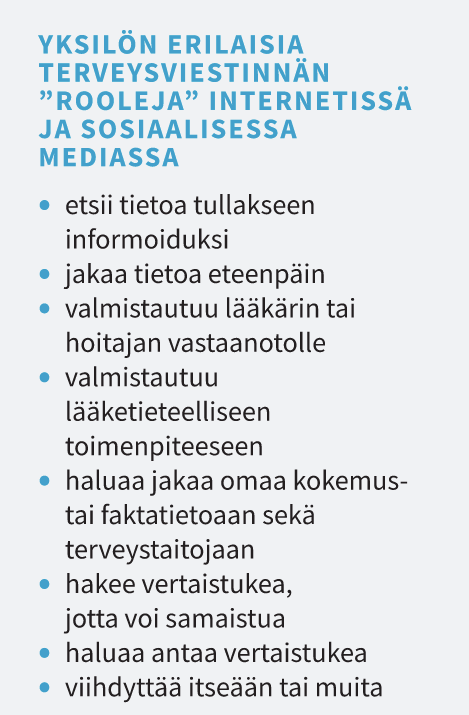 YKSILÖN ERILAISIA
TERVEYSVIESTINNÄN
”ROOLEJA” INTERNETISSÄ
JA SOSIAALISESSA
MEDIASSA
• etsii tietoa tullakseen
informoiduksi
• jakaa tietoa eteenpäin
• valmistautuu lääkärin tai
hoitajan vastaanotolle
• valmistautuu
lääketieteelliseen
toimenpiteeseen
• haluaa jakaa omaa kokemus-
tai faktatietoaan sekä
terveystaitojaan
• hakee vertaistukea,
jotta voi samaistua
• haluaa antaa vertaistukea
• viihdyttää itseään tai muita